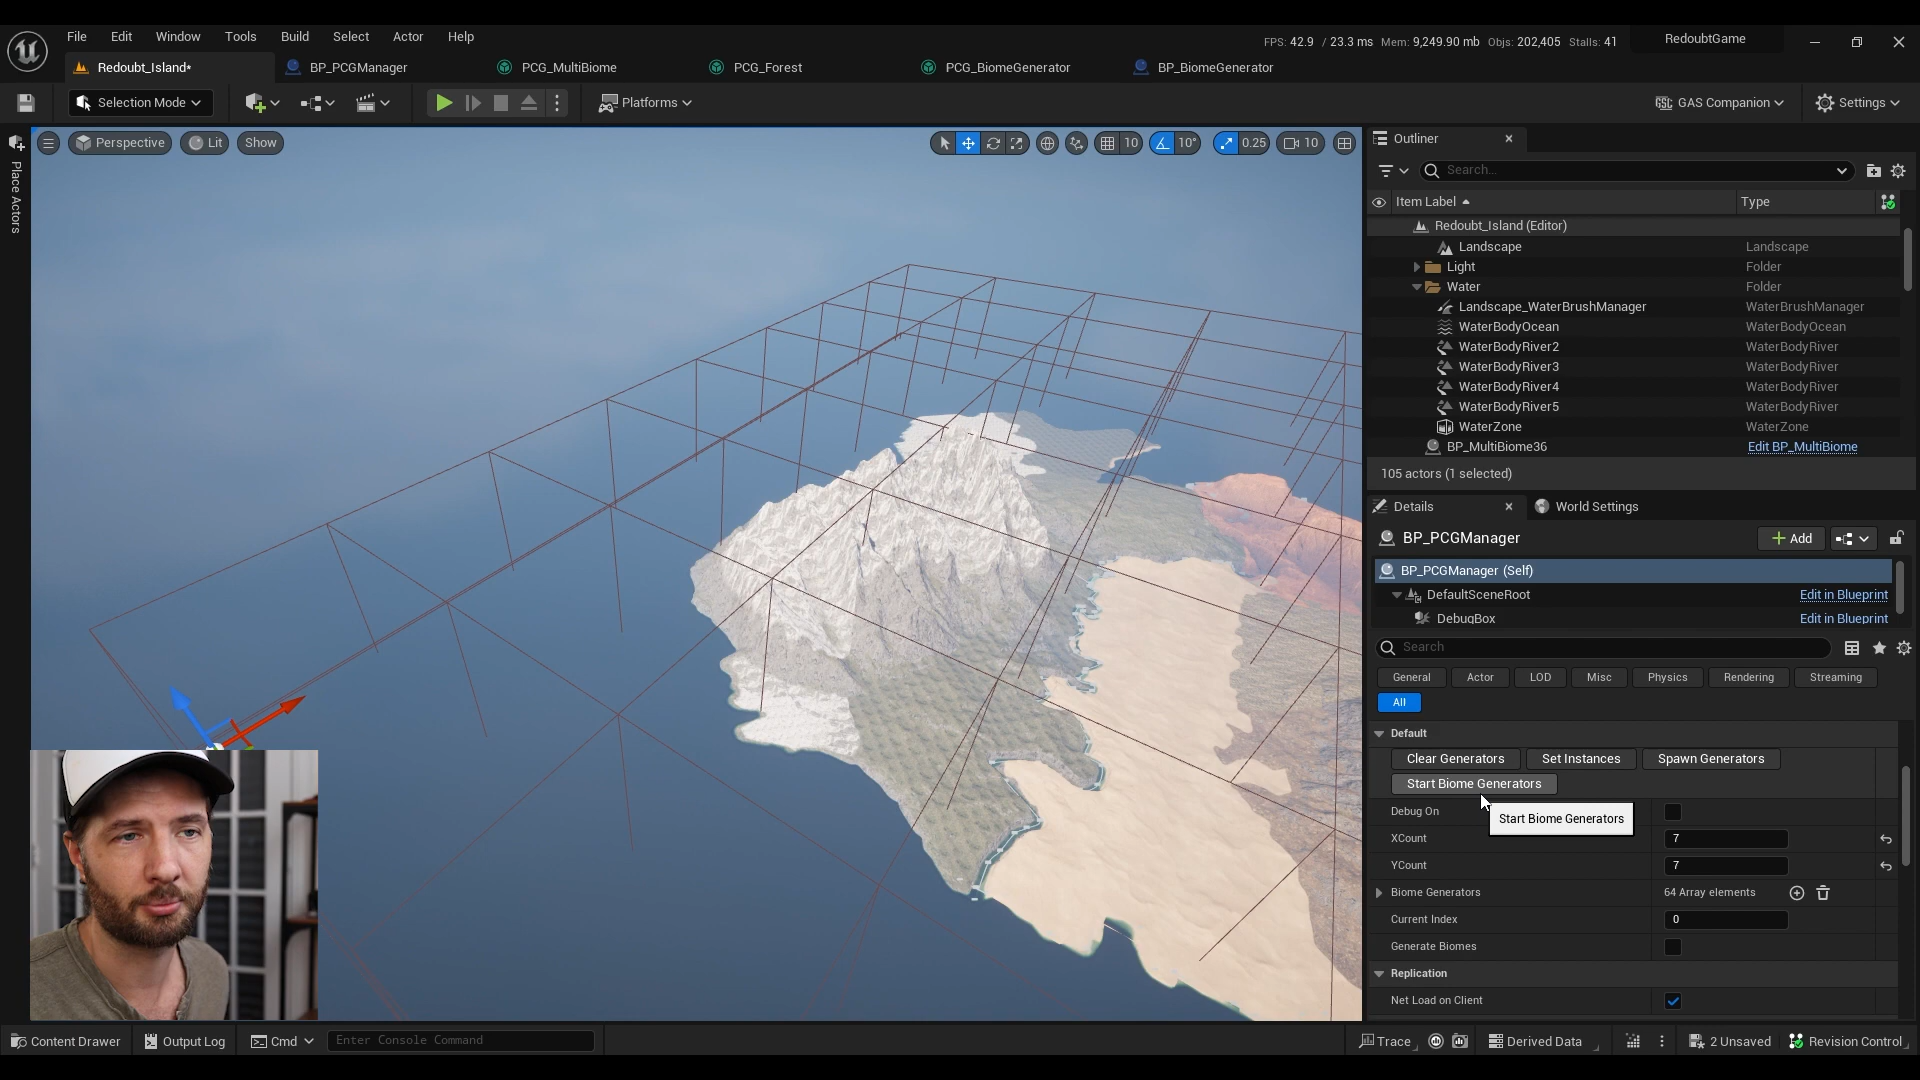 File Edit Window Tools Build Select Actor Help
FPS: 42.9 / 23.3 ms Mem: 9,249.90 mb Objs: 202,405 Stalls: 41 RedoubtGame
Redoubt_Island* BP_PCGManager PCG_MultiBiome PCG_Forest PCG_BiomeGenerator BP_BiomeGenerator
Selection Mode Platforms GAS Companion Settings
Place Actors
Perspective Lit Show 10 10° 0.25 10
Outliner
Search...
Item Label Type
Redoubt_Island (Editor)
Landscape Landscape
Light Folder
Water Folder
Landscape_WaterBrushManager WaterBrushManager
WaterBodyOcean WaterBodyOcean
WaterBodyRiver2 WaterBodyRiver
WaterBodyRiver3 WaterBodyRiver
WaterBodyRiver4 WaterBodyRiver
WaterBodyRiver5 WaterBodyRiver
WaterZone WaterZone
BP_MultiBiome36 Edit BP_MultiBiome
105 actors (1 selected)
Details World Settings
BP_PCGManager Add
BP_PCGManager (Self)
DefaultSceneRoot Edit in Blueprint
DebugBox Edit in Blueprint
Search
General Actor LOD Misc Physics Rendering Streaming
All
Default
Clear Generators Set Instances Spawn Generators
Start Biome Generators
Debug On
Start Biome Generators
XCount 7
YCount 7
Biome Generators 64 Array elements
Current Index 0
Generate Biomes
Replication
Net Load on Client
Content Drawer Output Log Cmd Enter Console Command Trace Derived Data 2 Unsaved Revision Control